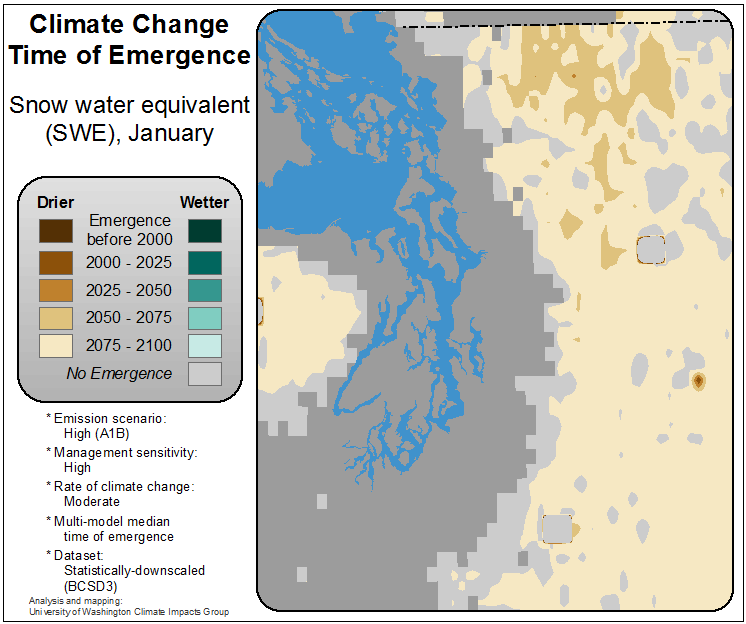 Climate Change
Time of Emergence
Snow water equivalent
(SWE), January
Drier Wetter
Emergence
before 2000
2000 - 2025
2025 - 2050
2050 - 2075
2075 - 2100
No Emergence
* Emission scenario:
High (A1B)
* Management sensitivity:
High
* Rate of climate change:
Moderate
* Multi-model median
time of emergence
* Dataset:
Statistically-downscaled
(BCSD3)
Analysis and mapping:
University of Washington Climate Impacts Group